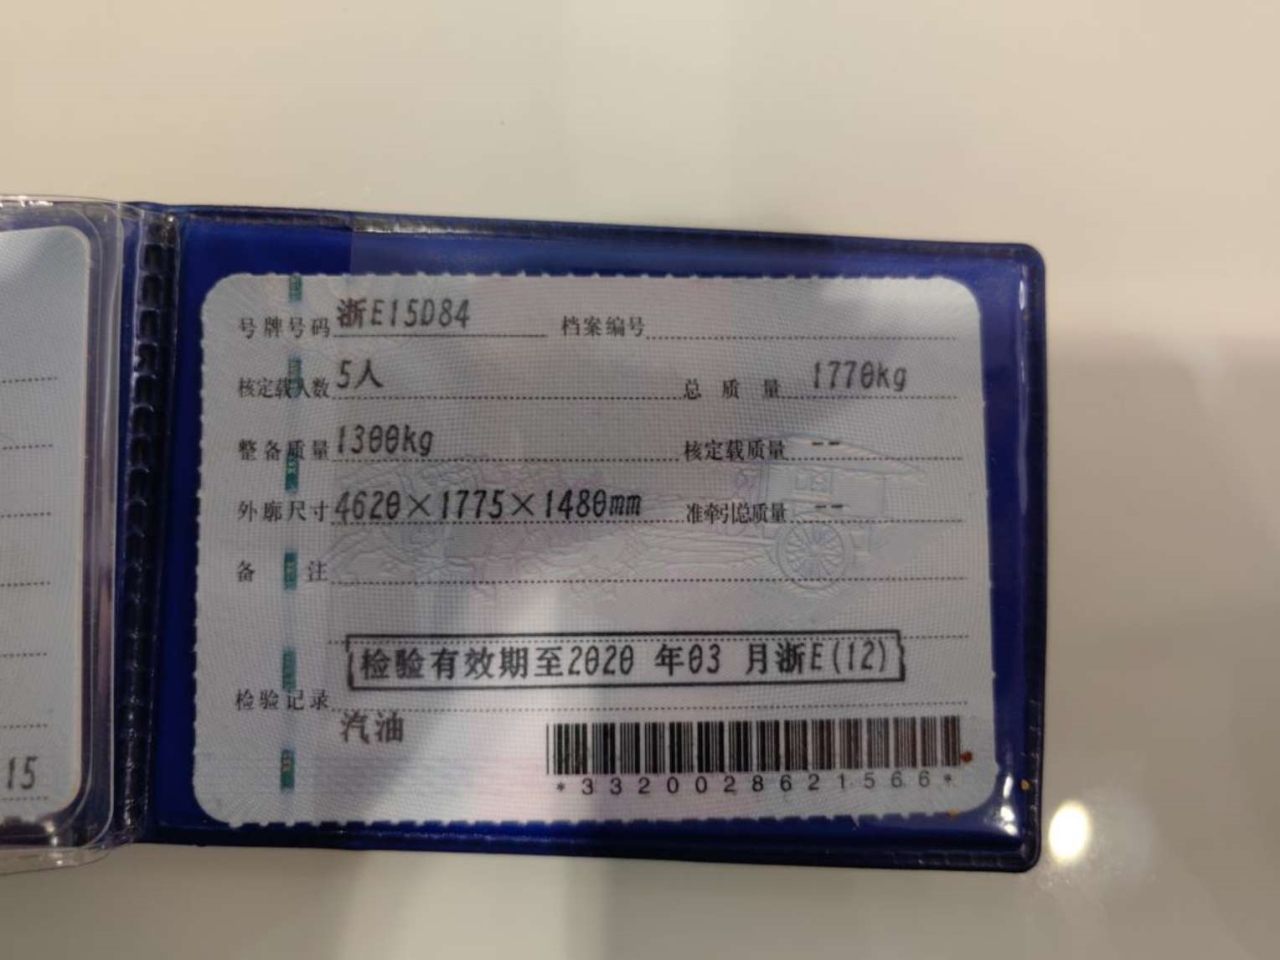 号牌号码 浙E15D84 档案编号
核定载人数 5人 总质量 1770kg
整备质量 1300kg 核定载质量 --
外廓尺寸 4620×1775×1480mm 准牵引总质量 --
备注
检验有效期至2020 年03 月浙E(12)
检验记录
汽油
*3320028621566*
15